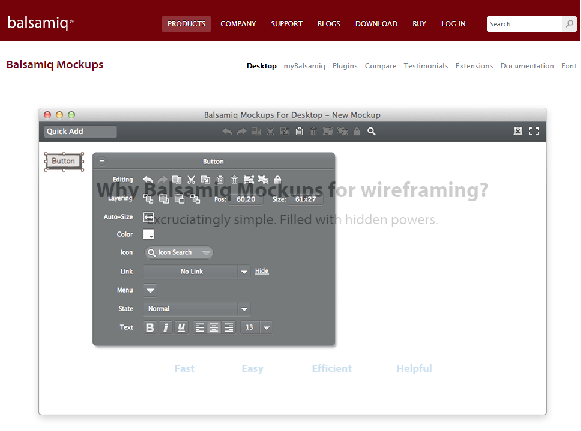 balsamiq
PRODUCTS COMPANY SUPPORT BLOGS DOWNLOAD BUY LOG IN Search
Balsamiq Mockups
Desktop myBalsamiq Plugins Compare Testimonials Extensions Documentation Font
Balsamiq Mockups For Desktop - New Mockup
Quick Add
Button
Button
Editing
Why Balsamiq Mockups for wireframing?
Layering Pos: 60,20 Size: 61x27
Auto-Size
Excruciatingly simple. Filled with hidden powers.
Color
Icon Icon Search
Link No Link Hide
Menu
State Normal
Text B I U 13
Fast Easy Efficient Helpful